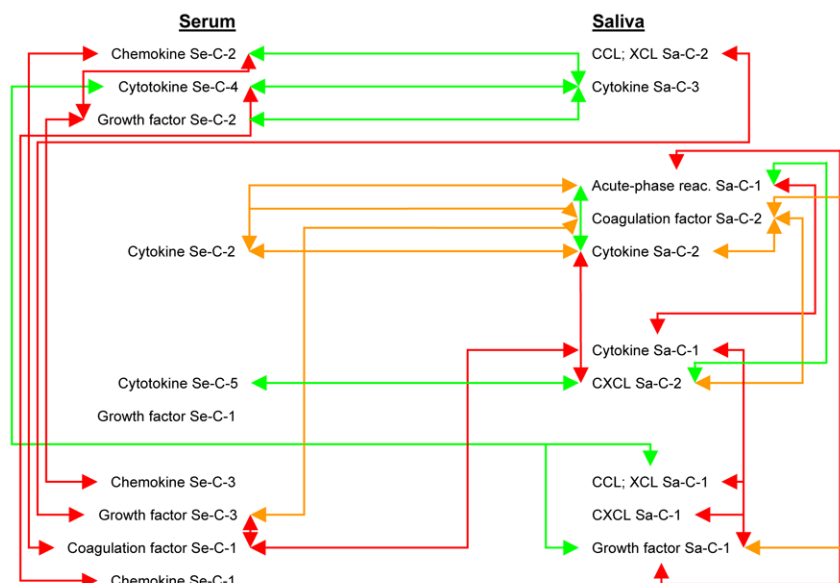 Serum
Saliva
Chemokine Se-C-2
CCL; XCL Sa-C-2
Cytotokine Se-C-4
Cytokine Sa-C-3
Growth factor Se-C-2
Acute-phase reac. Sa-C-1
Coagulation factor Sa-C-2
Cytokine Se-C-2
Cytokine Sa-C-2
Cytokine Sa-C-1
Cytotokine Se-C-5
CXCL Sa-C-2
Growth factor Se-C-1
Chemokine Se-C-3
CCL; XCL Sa-C-1
Growth factor Se-C-3
CXCL Sa-C-1
Coagulation factor Se-C-1
Growth factor Sa-C-1
Chemokine Se-C-1